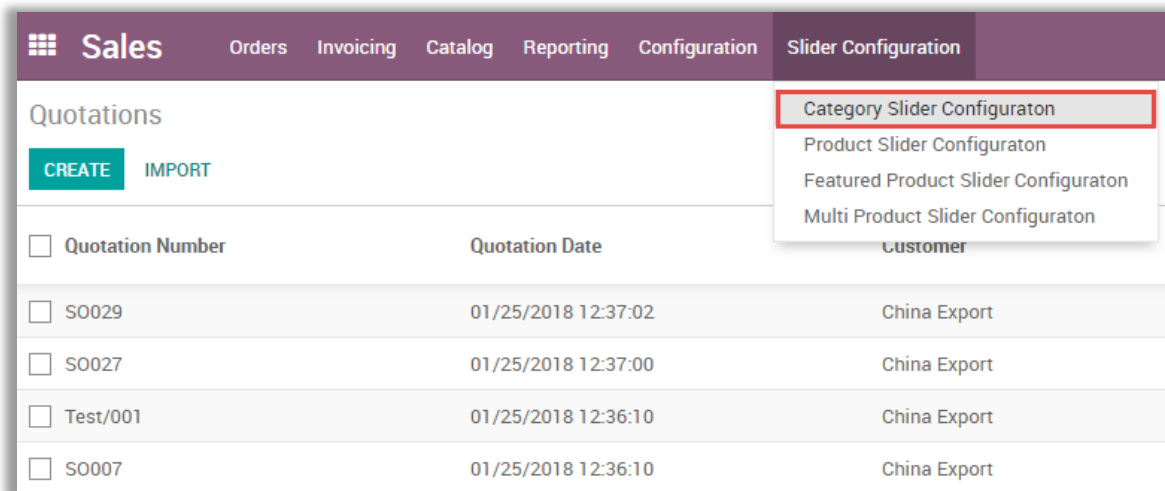 Sales Orders Invoicing Catalog Reporting Configuration Slider Configuration
Quotations
Category Slider Configuraton
Product Slider Configuraton
Featured Product Slider Configuraton
Multi Product Slider Configuraton
CREATE IMPORT
Quotation Number Quotation Date Customer
SO029 01/25/2018 12:37:02 China Export
SO027 01/25/2018 12:37:00 China Export
Test/001 01/25/2018 12:36:10 China Export
SO007 01/25/2018 12:36:10 China Export